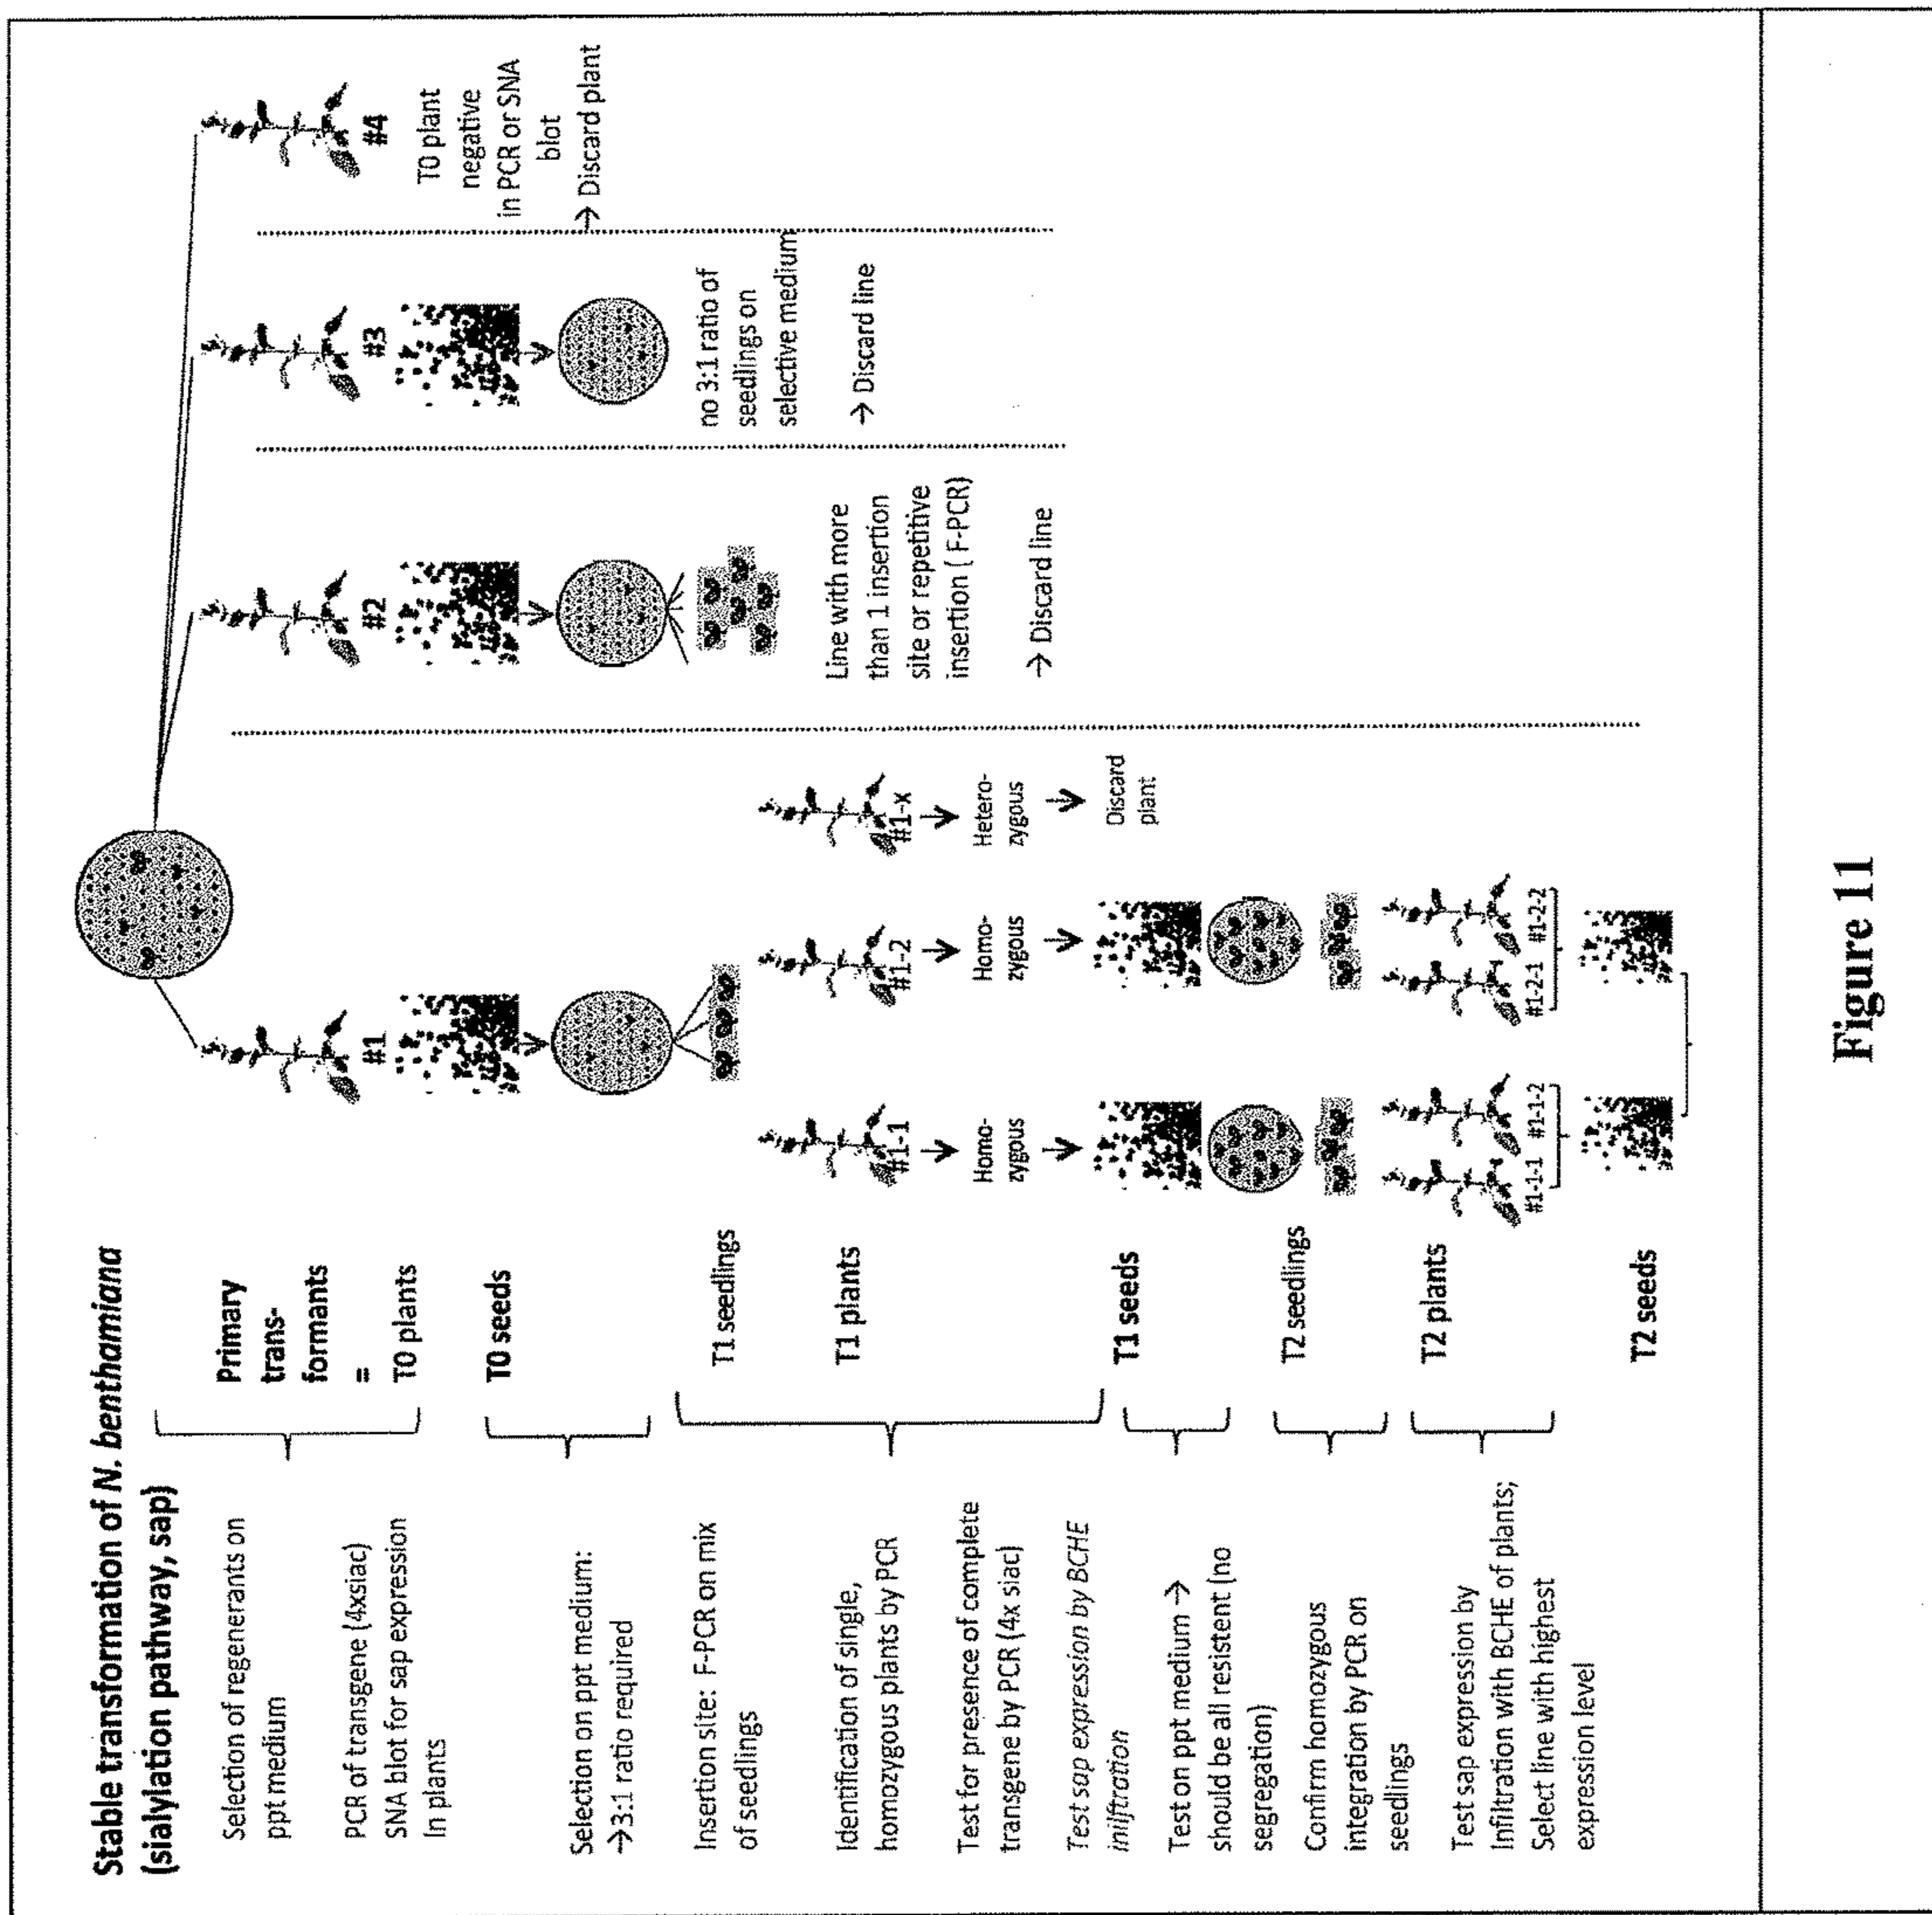 Stable transformation of N. benthamiana
(sialylation pathway, sap)
Selection of regenerants on
ppt medium
PCR of transgene (4xsiac)
SNA blot for sap expression
In plants
Selection on ppt medium:
→3:1 ratio required
Insertion site: F-PCR on mix
of seedlings
Identification of single,
homozygous plants by PCR
Test for presence of complete
transgene by PCR (4x siac)
Test sap expression by BCHE
inilftration
Test on ppt medium →
should be all resistent (no
segregation)
Confirm homozygous
integration by PCR on
seedlings
Test sap expression by
Infiltration with BCHE of plants;
Select line with highest
expression level
Primary
trans-
formants
=
T0 plants
T0 seeds
T1 seedlings
T1 plants
T1 seeds
T2 seedlings
T2 plants
T2 seeds
#1
#1-1
#1-2
#1-x
Homo-
zygous
Homo-
zygous
Hetero-
zygous
Discard
plant
#1-1-1
#1-1-2
#1-2-1
#1-2-2
#2
Line with more
than 1 insertion
site or repetitive
insertion ( F-PCR)
→ Discard line
#3
no 3:1 ratio of
seedlings on
selective medium
→ Discard line
#4
T0 plant
negative
in PCR or SNA
blot
→ Discard plant
Figure 11